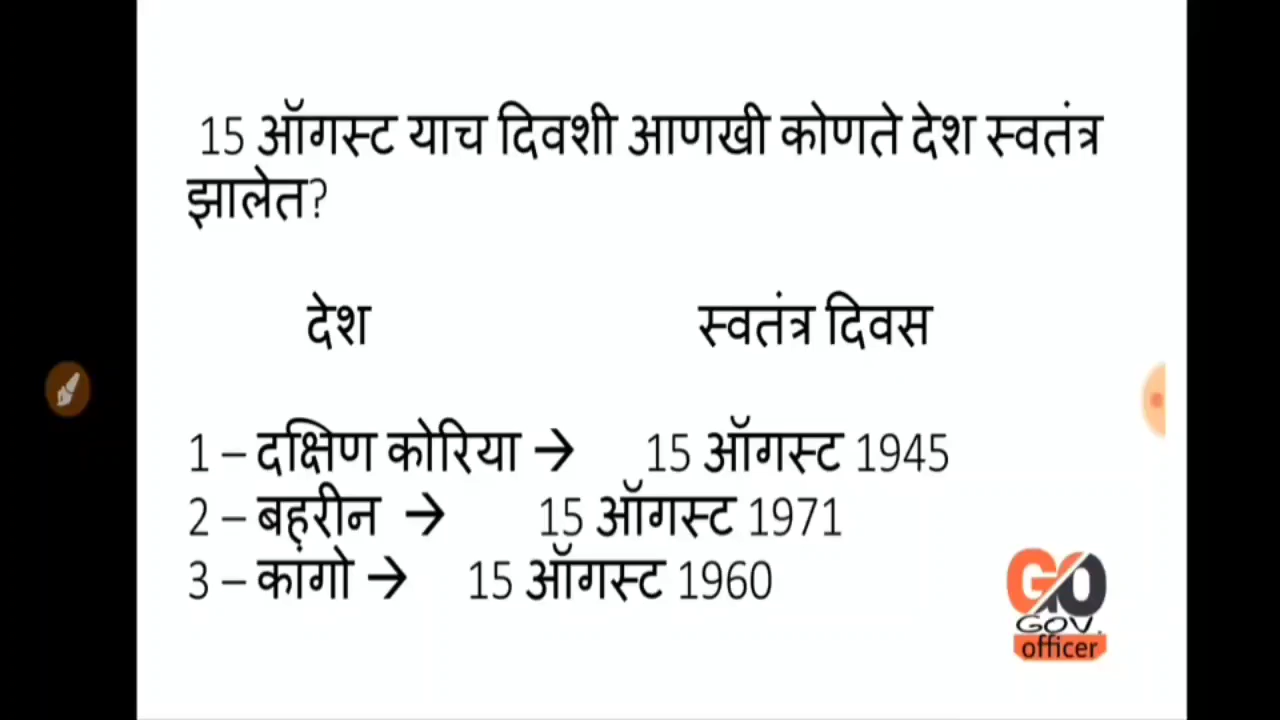 15 ऑगस्ट याच दिवशी आणखी कोणते देश स्वतंत्र
झालेत?
देश स्वतंत्र दिवस
1 – दक्षिण कोरिया → 15 ऑगस्ट 1945
2 – बहरीन → 15 ऑगस्ट 1971
3 – कांगो → 15 ऑगस्ट 1960
GO
GOV.
officer